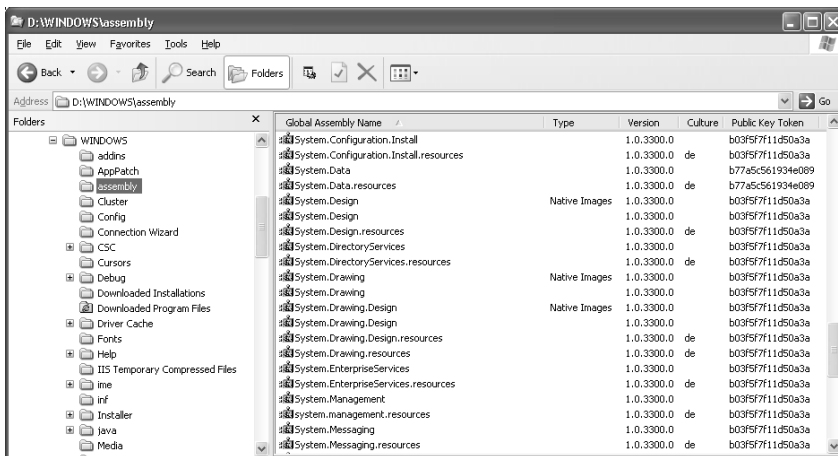 D:\WINDOWS\assembly
File Edit View Favorites Tools Help
Back Search Folders
Address D:\WINDOWS\assembly Go
Folders
WINDOWS
addins
AppPatch
assembly
Cluster
Config
Connection Wizard
CSC
Cursors
Debug
Downloaded Installations
Downloaded Program Files
Driver Cache
Fonts
Help
IIS Temporary Compressed Files
ime
inf
Installer
java
Media
Global Assembly Name Type Version Culture Public Key Token
System.Configuration.Install 1.0.3300.0 b03f5f7f11d50a3a
System.Configuration.Install.resources 1.0.3300.0 de b03f5f7f11d50a3a
System.Data 1.0.3300.0 b77a5c561934e089
System.Data.resources 1.0.3300.0 de b77a5c561934e089
System.Design Native Images 1.0.3300.0 b03f5f7f11d50a3a
System.Design 1.0.3300.0 b03f5f7f11d50a3a
System.Design.resources 1.0.3300.0 de b03f5f7f11d50a3a
System.DirectoryServices 1.0.3300.0 b03f5f7f11d50a3a
System.DirectoryServices.resources 1.0.3300.0 de b03f5f7f11d50a3a
System.Drawing Native Images 1.0.3300.0 b03f5f7f11d50a3a
System.Drawing 1.0.3300.0 b03f5f7f11d50a3a
System.Drawing.Design Native Images 1.0.3300.0 b03f5f7f11d50a3a
System.Drawing.Design 1.0.3300.0 b03f5f7f11d50a3a
System.Drawing.Design.resources 1.0.3300.0 de b03f5f7f11d50a3a
System.Drawing.resources 1.0.3300.0 de b03f5f7f11d50a3a
System.EnterpriseServices 1.0.3300.0 b03f5f7f11d50a3a
System.EnterpriseServices.resources 1.0.3300.0 de b03f5f7f11d50a3a
System.Management 1.0.3300.0 b03f5f7f11d50a3a
system.management.resources 1.0.3300.0 de b03f5f7f11d50a3a
System.Messaging 1.0.3300.0 b03f5f7f11d50a3a
System.Messaging.resources 1.0.3300.0 de b03f5f7f11d50a3a